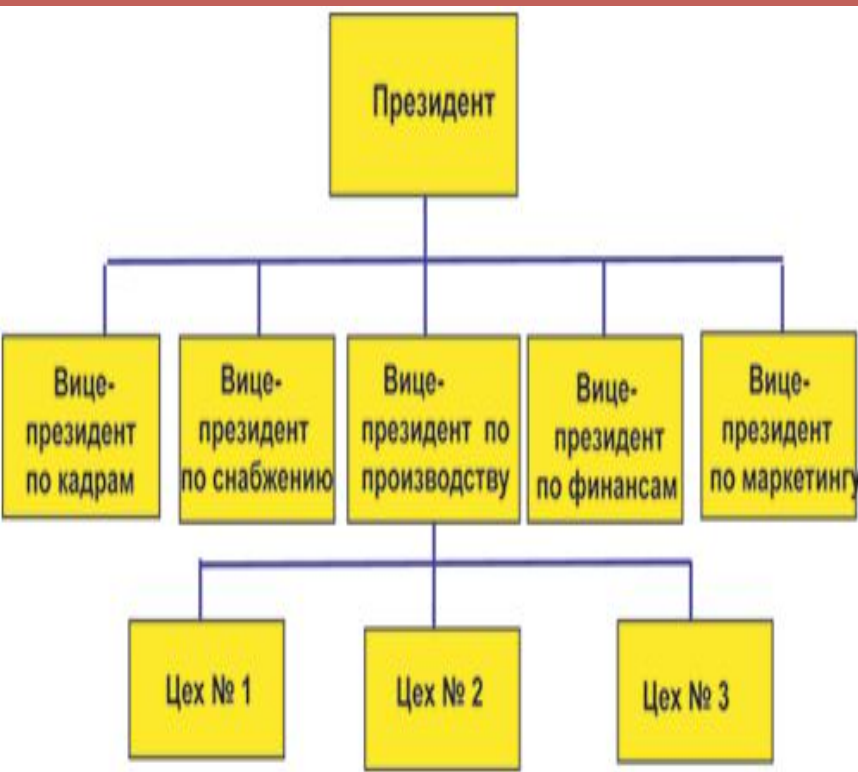 Президент
Вице-
президент
по кадрам
Вице-
президент
по снабжению
Вице-
президент по
производству
Вице-
президент
по финансам
Вице-
президент
по маркетингу
Цех № 1
Цех № 2
Цех № 3